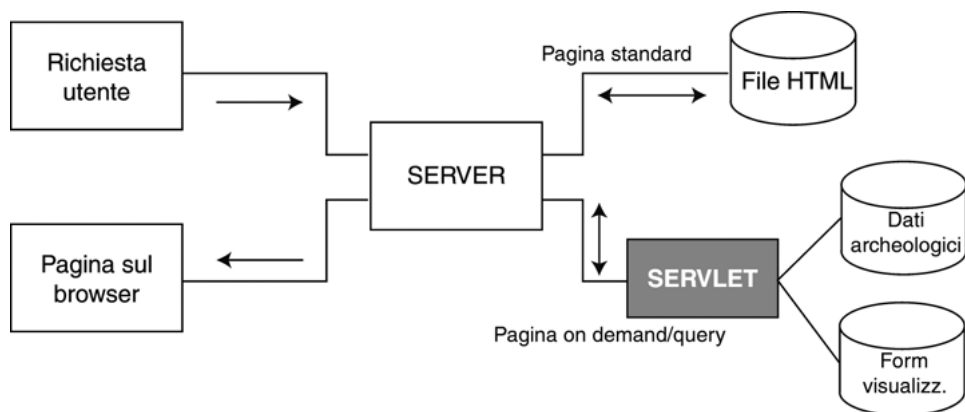 Richiesta
utente
Pagina standard
File HTML
SERVER
Pagina sul
browser
SERVLET
Pagina on demand/query
Dati
archeologici
Form
visualizz.